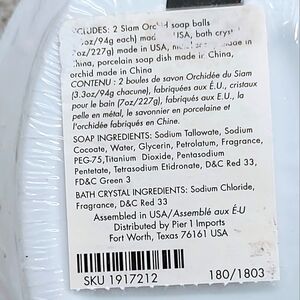 CLUDES: 2 Siam Orchid soap balls
oz/94g each) made USA, bath crystal
oz/227g) made in USA,
China, porcelain soap dish made in China,
orchid made in China
CONTENU : 2 boules de savon Orchidée du Siam
(3.3oz/94g chacune), fabriquées aux É.U., cristaux
pour le bain (7oz/227g), fabriqués aux E.U., la
pelle en métal, le savonnier en porcelaine et
l'orchidée fabriqués en Chine.
SOAP INGREDIENTS: Sodium Tallowate, Sodium
Cocoate, Water, Glycerin, Petrolatum, Fragrance,
PEG-75,Titanium Dioxide, Pentasodium
Pentetate, Tetrasodium Etidronate, D&C Red 33,
FD&C Green 3
BATH CRYSTAL INGREDIENTS: Sodium Chloride,
Fragrance, D&C Red 33
Assembled in USA/Assemblé aux É-U
Distributed by Pier 1 Imports
Fort Worth, Texas 76161 USA
SKU 1917212 180/1803